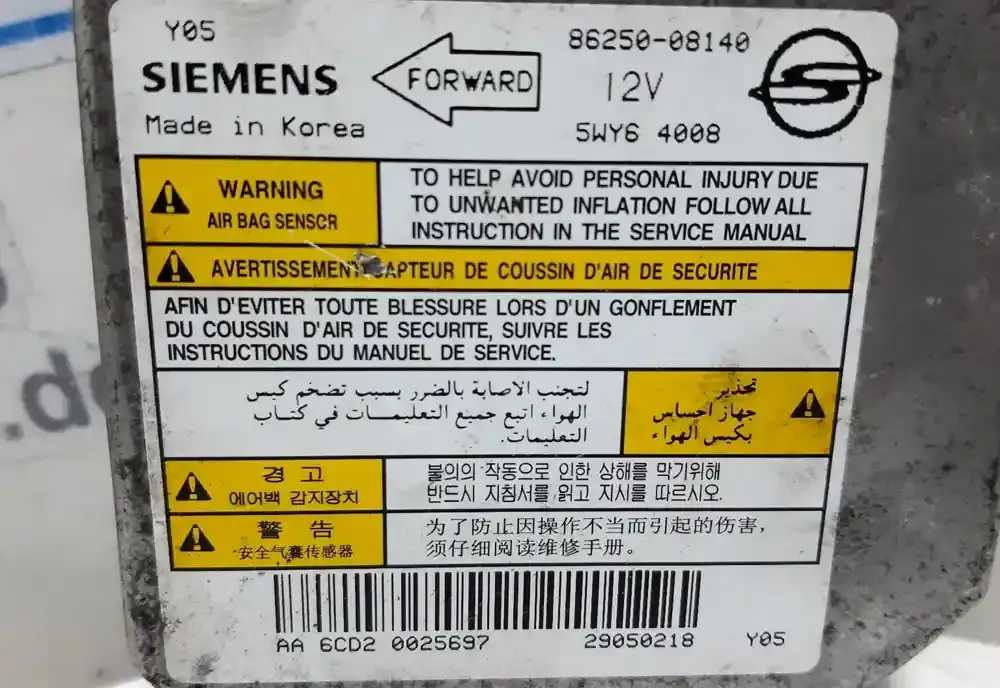 Y05
SIEMENS
Made in Korea
FORWARD
86250-08140
12V
5WY6 4008
WARNING
AIR BAG SENSCR
TO HELP AVOID PERSONAL INJURY DUE
TO UNWANTED INFLATION FOLLOW ALL
INSTRUCTION IN THE SERVICE MANUAL
AVERTISSEMENT CAPTEUR DE COUSSIN D'AIR DE SECURITE
AFIN D'EVITER TOUTE BLESSURE LORS D'UN GONFLEMENT
DU COUSSIN D'AIR DE SECURITE, SUIVRE LES
INSTRUCTIONS DU MANUEL DE SERVICE.
تحذير
جهاز احساس
بكيس الهواء
لتجنب الاصابة بالضرر بسبب تضخم كيس
الهواء اتبع جميع التعليمات في كتاب
التعليمات.
경 고
에어백 감지장치
불의의 작동으로 인한 상해를 막기위해
반드시 지침서를 읽고 지시를 따르시오.
警 告
安全气囊传感器
为了防止因操作不当而引起的伤害，
须仔细阅读维修手册。
AA 6CD2 0025697
29050218
Y05
.d